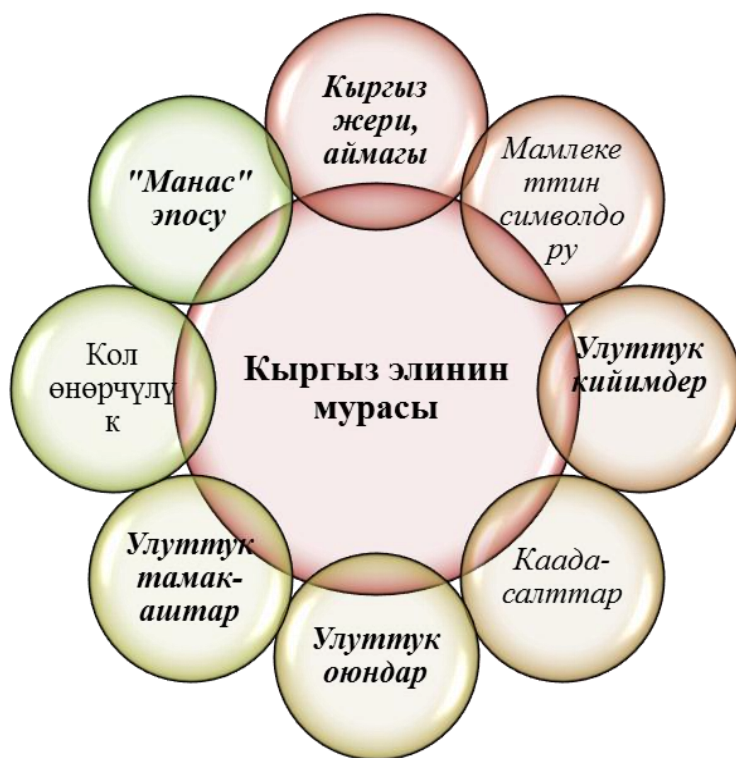 Кыргыз
жери,
аймагы
Мамлеке
ттин
символдо
ру
Улуттук
кийимдер
Каада-
салттар
Улуттук
оюндар
Улуттук
тамак-
аштар
Кол
өнөрчүлү
к
"Манас"
эпосу
Кыргыз элинин
мурасы